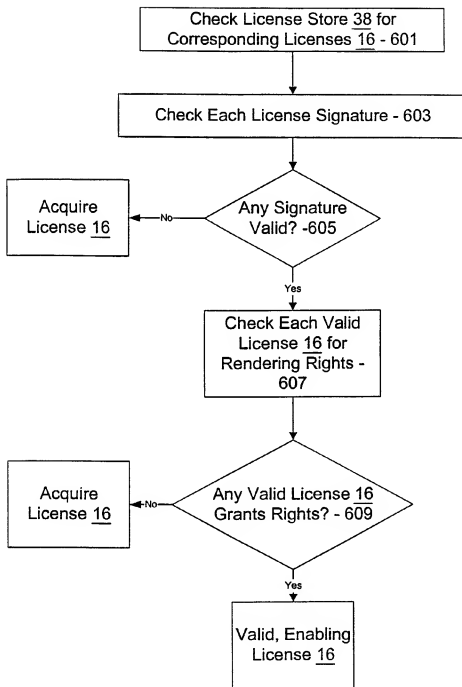 Check License Store 38 for
Corresponding Licenses 16 - 601
Check Each License Signature - 603
Any Signature
Valid? -605
No
Acquire
License 16
Yes
Check Each Valid
License 16 for
Rendering Rights -
607
Any Valid License 16
Grants Rights? - 609
No
Acquire
License 16
Yes
Valid, Enabling
License 16